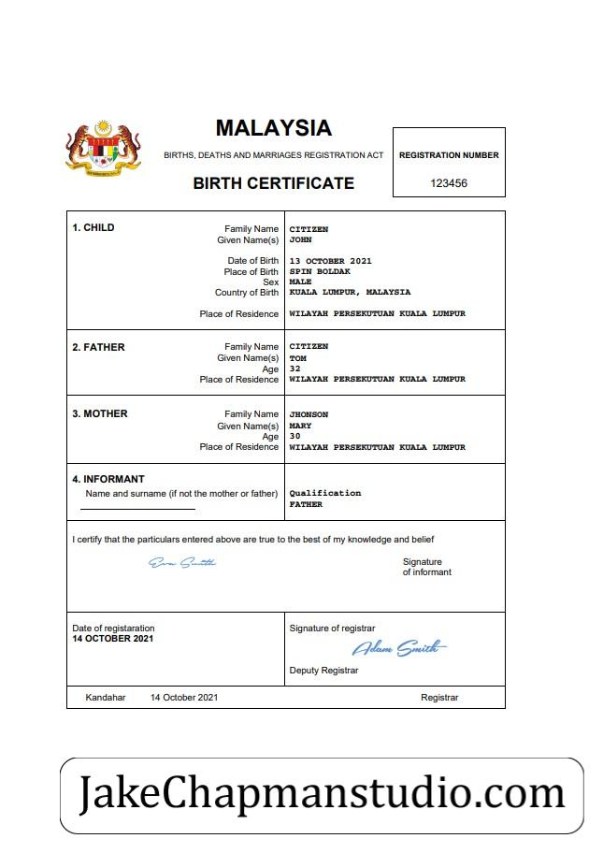 MALAYSIA
BIRTHS, DEATHS AND MARRIAGES REGISTRATION ACT
BIRTH CERTIFICATE
REGISTRATION NUMBER
123456
1. CHILD
Family Name CITIZEN
Given Name(s) JOHN
Date of Birth 13 OCTOBER 2021
Place of Birth SPIN BOLDAK
Sex MALE
Country of Birth KUALA LUMPUR, MALAYSIA
Place of Residence WILAYAH PERSEKUTUAN KUALA LUMPUR
2. FATHER
Family Name CITIZEN
Given Name(s) TOM
Age 32
Place of Residence WILAYAH PERSEKUTUAN KUALA LUMPUR
3. MOTHER
Family Name JHONSON
Given Name(s) MARY
Age 30
Place of Residence WILAYAH PERSEKUTUAN KUALA LUMPUR
4. INFORMANT
Name and surname (if not the mother or father) Qualification
FATHER
I certify that the particulars entered above are true to the best of my knowledge and belief
Eva Smith
Signature
of informant
Date of registaration
14 OCTOBER 2021
Signature of registrar
Adam Smith
Deputy Registrar
Kandahar 14 October 2021 Registrar
JakeChapmanstudio.com